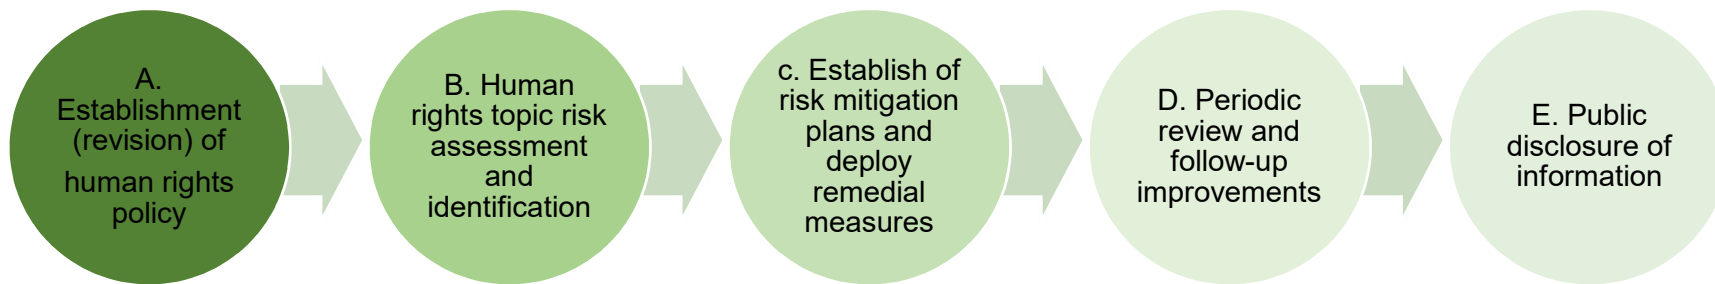 A.
Establishment
(revision) of
human rights
policy
B. Human
rights topic risk
assessment
and
identification
c. Establish of
risk mitigation
plans and
deploy
remedial
measures
D. Periodic
review and
follow-up
improvements
E. Public
disclosure of
information